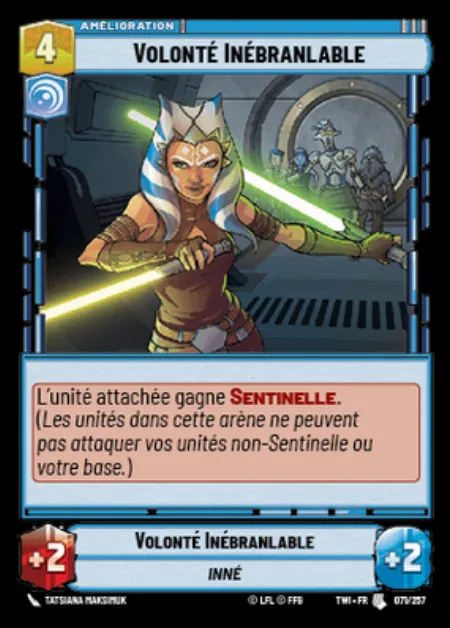 AMÉLIORATION
4
VOLONTÉ INÉBRANLABLE
L'unité attachée gagne SENTINELLE.
(Les unités dans cette arène ne peuvent
pas attaquer vos unités non-Sentinelle ou
votre base.)
+2
VOLONTÉ INÉBRANLABLE
+2
INNÉ
TATSIANA MAKSIMUK
© LFL © FFG
TWI • FR
071/257